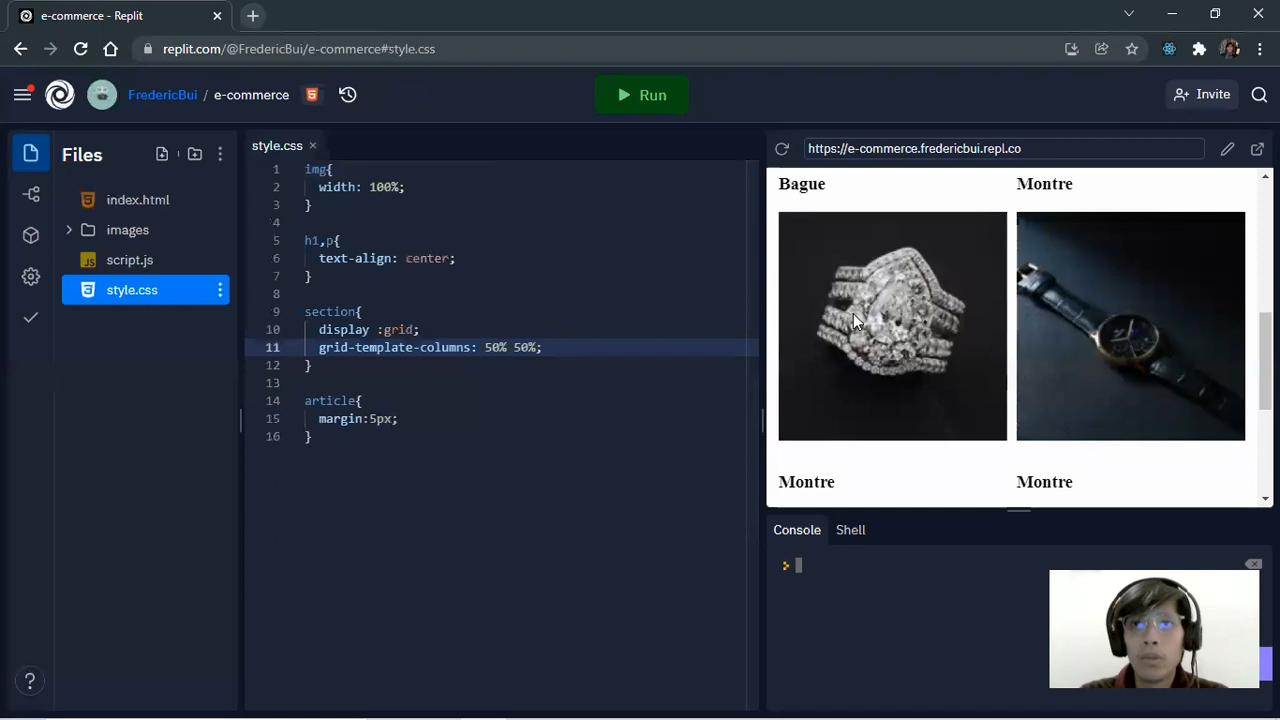 e-commerce - Replit
replit.com/@FredericBui/e-commerce#style.css
FredericBui / e-commerce
Run
Invite
Files
index.html
images
script.js
style.css
style.css
1 img{
2 width: 100%;
3 }
4
5 h1,p{
6 text-align: center;
7 }
8
9 section{
10 display :grid;
11 grid-template-columns: 50% 50%;
12 }
13
14 article{
15 margin:5px;
16 }
https://e-commerce.fredericbui.repl.co
Bague Montre
Montre Montre
Console Shell